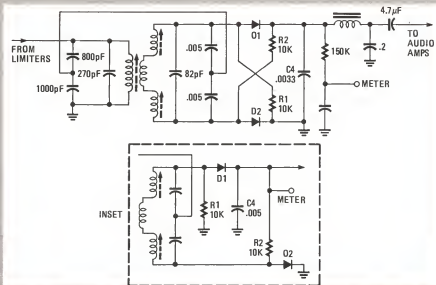 4.7μF
D1
R2
10K
TO
AUDIO
AMPS
FROM
LIMITERS
800pF
270pF
1000pF
82pF
.005
.005
C4
.0033
150K
.2
METER
R1
10K
D2
INSET
D1
R1
10K
C4
.005
METER
R2
10K
D2